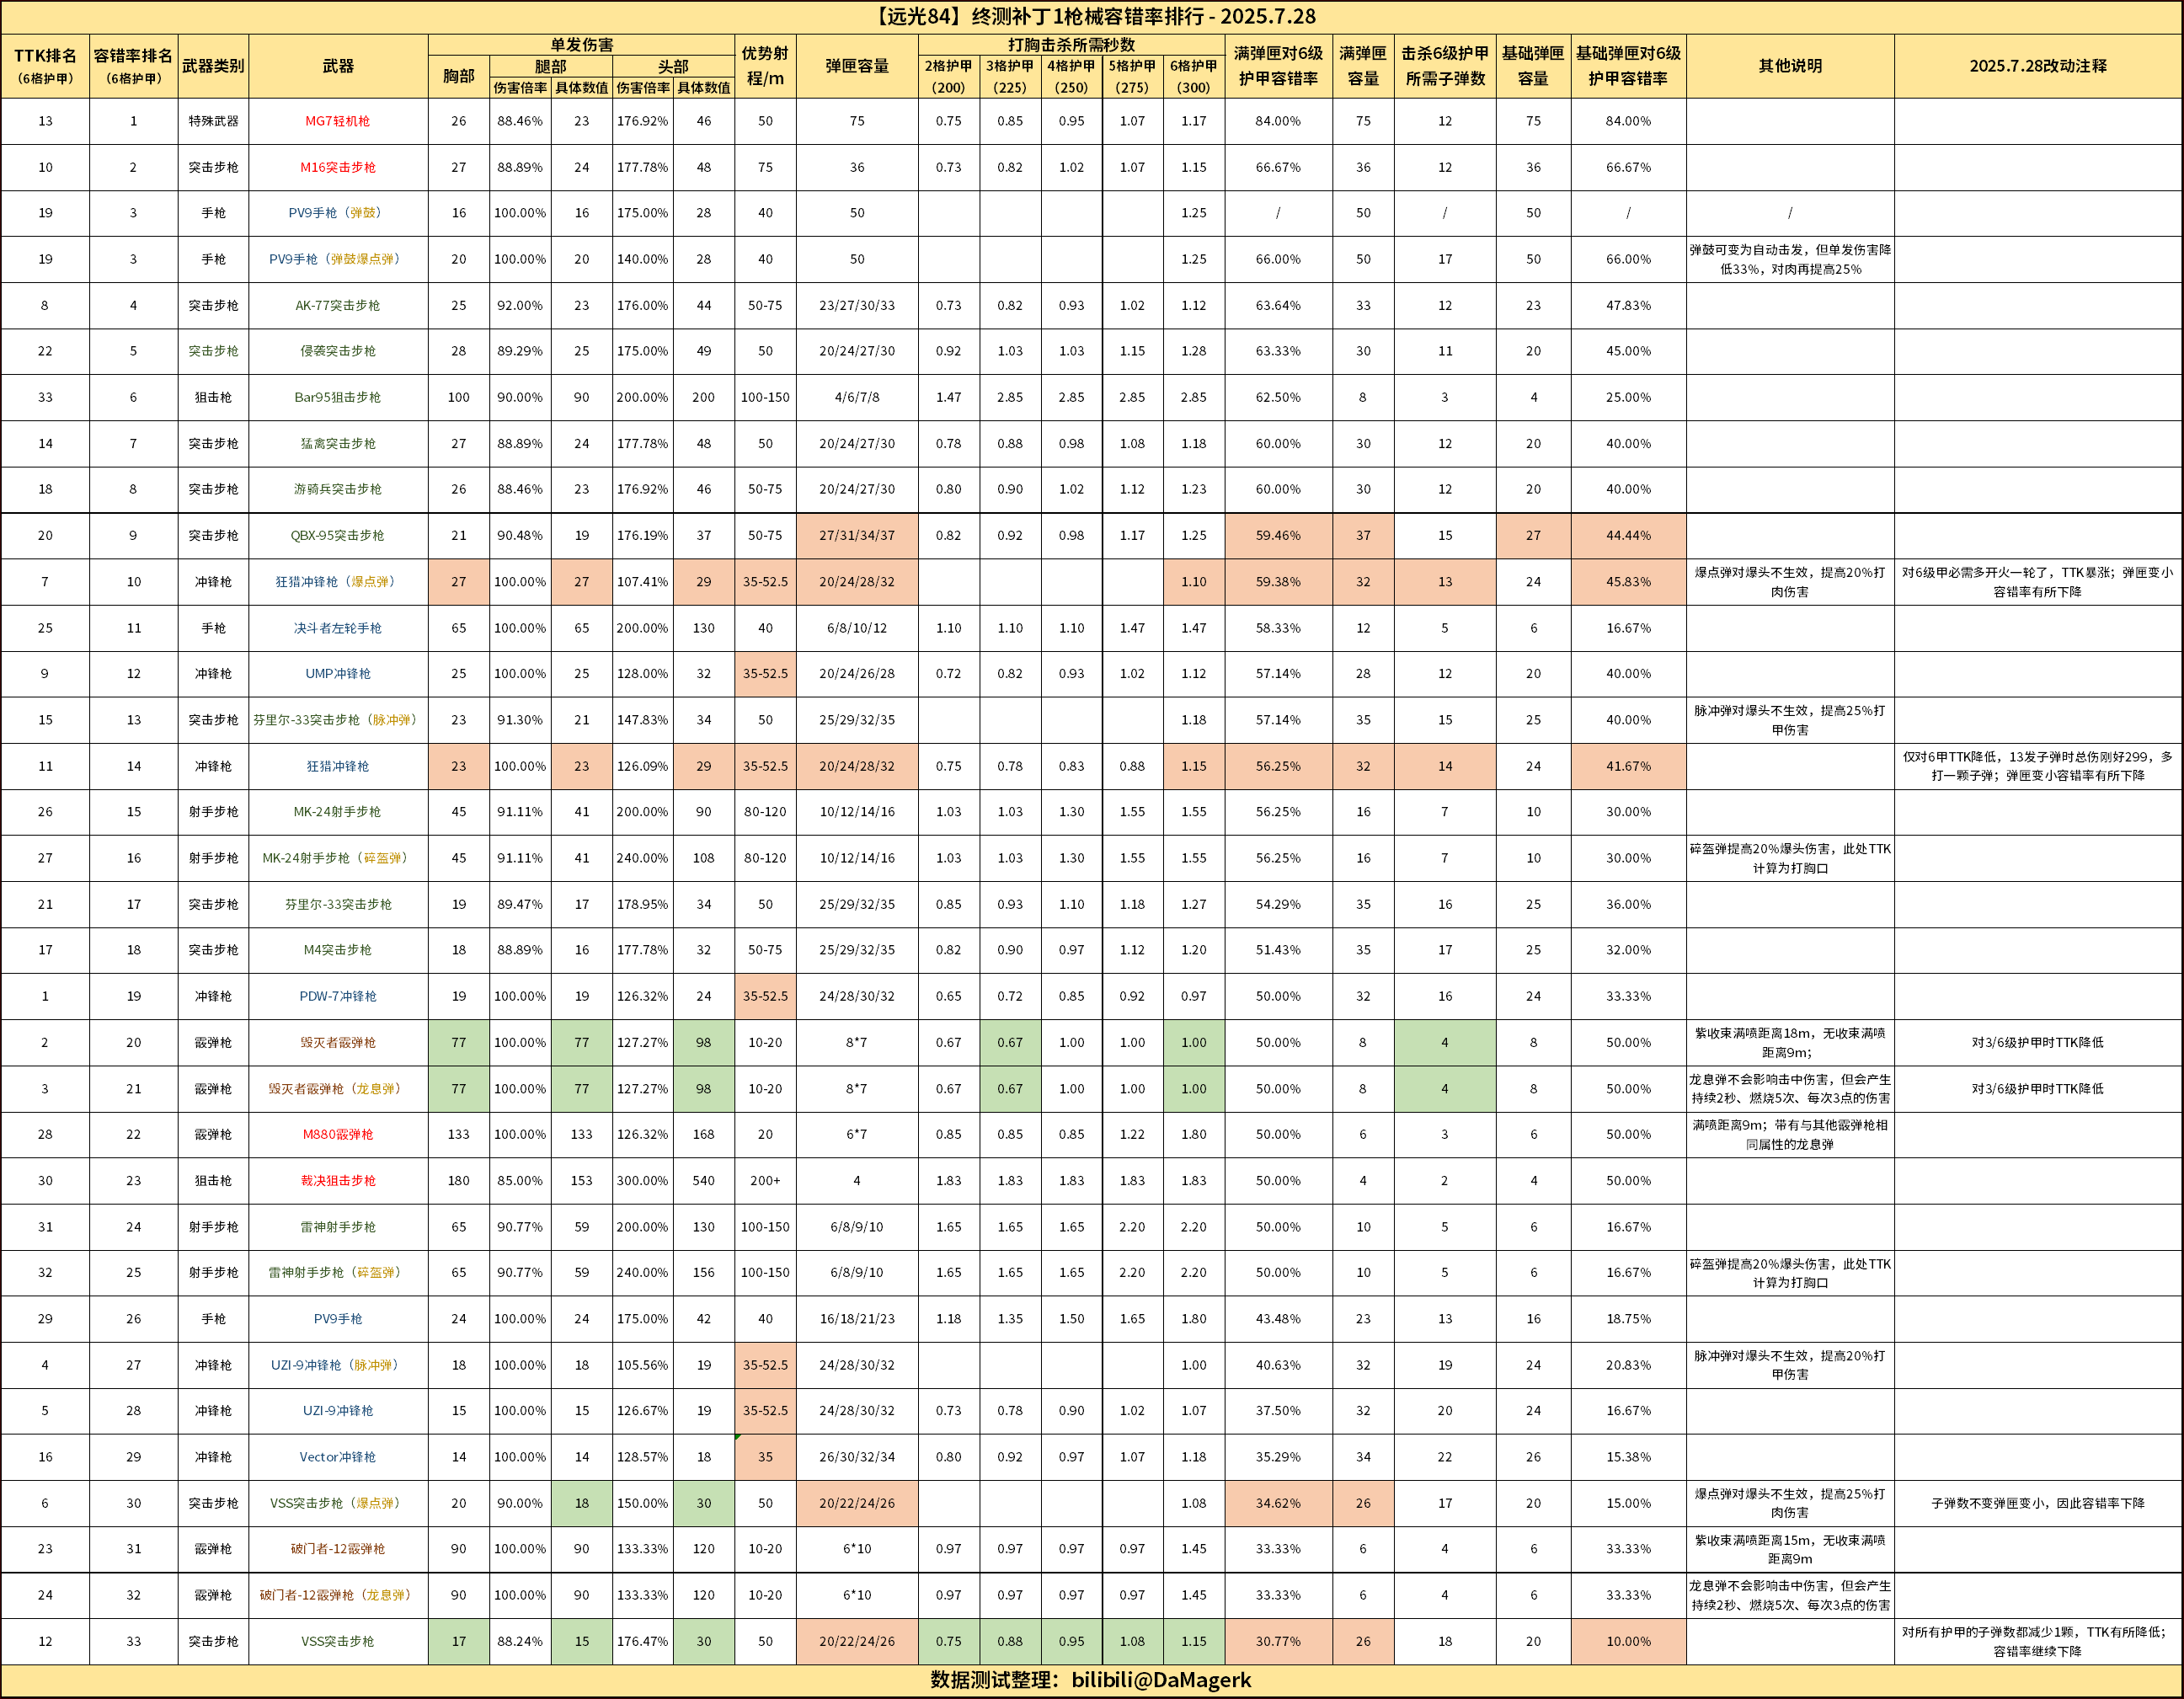 【远光84】终测补丁1枪械容错率排行 - 2025.7.28
TTK排名（6格护甲） 容错率排名（6格护甲） 武器类别 武器 单发伤害 优势射程/m 弹匣容量 打胸击杀所需秒数 满弹匣对6级护甲容错率 满弹匣容量 击杀6级护甲所需子弹数 基础弹匣容量 基础弹匣对6级护甲容错率 其他说明 2025.7.28改动注释
胸部 腿部 头部 2格护甲（200） 3格护甲（225） 4格护甲（250） 5格护甲（275） 6格护甲（300）
伤害倍率 具体数值 伤害倍率 具体数值
13 1 特殊武器 MG7轻机枪 26 88.46% 23 176.92% 46 50 75 0.75 0.85 0.95 1.07 1.17 84.00% 75 12 75 84.00%
10 2 突击步枪 M16突击步枪 27 88.89% 24 177.78% 48 75 36 0.73 0.82 1.02 1.07 1.15 66.67% 36 12 36 66.67%
19 3 手枪 PV9手枪（弹鼓） 16 100.00% 16 175.00% 28 40 50 1.25 / 50 / 50 / /
19 3 手枪 PV9手枪（弹鼓爆点弹） 20 100.00% 20 140.00% 28 40 50 1.25 66.00% 50 17 50 66.00% 弹鼓可变为自动击发，但单发伤害降低33%，对肉再提高25%
8 4 突击步枪 AK-77突击步枪 25 92.00% 23 176.00% 44 50-75 23/27/30/33 0.73 0.82 0.93 1.02 1.12 63.64% 33 12 23 47.83%
22 5 突击步枪 侵袭突击步枪 28 89.29% 25 175.00% 49 50 20/24/27/30 0.92 1.03 1.03 1.15 1.28 63.33% 30 11 20 45.00%
33 6 狙击枪 Bar95狙击步枪 100 90.00% 90 200.00% 200 100-150 4/6/7/8 1.47 2.85 2.85 2.85 2.85 62.50% 8 3 4 25.00%
14 7 突击步枪 猛禽突击步枪 27 88.89% 24 177.78% 48 50 20/24/27/30 0.78 0.88 0.98 1.08 1.18 60.00% 30 12 20 40.00%
18 8 突击步枪 游骑兵突击步枪 26 88.46% 23 176.92% 46 50-75 20/24/27/30 0.80 0.90 1.02 1.12 1.23 60.00% 30 12 20 40.00%
20 9 突击步枪 QBX-95突击步枪 21 90.48% 19 176.19% 37 50-75 27/31/34/37 0.82 0.92 0.98 1.17 1.25 59.46% 37 15 27 44.44%
7 10 冲锋枪 狂猎冲锋枪（爆点弹） 27 100.00% 27 107.41% 29 35-52.5 20/24/28/32 1.10 59.38% 32 13 24 45.83% 爆点弹对爆头不生效，提高20%打肉伤害 对6级甲必需多开火一轮了，TTK暴涨；弹匣变小容错率有所下降
25 11 手枪 决斗者左轮手枪 65 100.00% 65 200.00% 130 40 6/8/10/12 1.10 1.10 1.10 1.47 1.47 58.33% 12 5 6 16.67%
9 12 冲锋枪 UMP冲锋枪 25 100.00% 25 128.00% 32 35-52.5 20/24/26/28 0.72 0.82 0.93 1.02 1.12 57.14% 28 12 20 40.00%
15 13 突击步枪 芬里尔-33突击步枪（脉冲弹） 23 91.30% 21 147.83% 34 50 25/29/32/35 1.18 57.14% 35 15 25 40.00% 脉冲弹对爆头不生效，提高25%打甲伤害
11 14 冲锋枪 狂猎冲锋枪 23 100.00% 23 126.09% 29 35-52.5 20/24/28/32 0.75 0.78 0.83 0.88 1.15 56.25% 32 14 24 41.67% 仅对6甲TTK降低，13发子弹时总伤刚好299，多打一颗子弹；弹匣变小容错率有所下降
26 15 射手步枪 MK-24射手步枪 45 91.11% 41 200.00% 90 80-120 10/12/14/16 1.03 1.03 1.30 1.55 1.55 56.25% 16 7 10 30.00%
27 16 射手步枪 MK-24射手步枪（碎盔弹） 45 91.11% 41 240.00% 108 80-120 10/12/14/16 1.03 1.03 1.30 1.55 1.55 56.25% 16 7 10 30.00% 碎盔弹提高20%爆头伤害，此处TTK计算为打胸口
21 17 突击步枪 芬里尔-33突击步枪 19 89.47% 17 178.95% 34 50 25/29/32/35 0.85 0.93 1.10 1.18 1.27 54.29% 35 16 25 36.00%
17 18 突击步枪 M4突击步枪 18 88.89% 16 177.78% 32 50-75 25/29/32/35 0.82 0.90 0.97 1.12 1.20 51.43% 35 17 25 32.00%
1 19 冲锋枪 PDW-7冲锋枪 19 100.00% 19 126.32% 24 35-52.5 24/28/30/32 0.65 0.72 0.85 0.92 0.97 50.00% 32 16 24 33.33%
2 20 霰弹枪 毁灭者霰弹枪 77 100.00% 77 127.27% 98 10-20 8*7 0.67 0.67 1.00 1.00 1.00 50.00% 8 4 8 50.00% 紫收束满喷距离18m，无收束满喷距离9m； 对3/6级护甲时TTK降低
3 21 霰弹枪 毁灭者霰弹枪（龙息弹） 77 100.00% 77 127.27% 98 10-20 8*7 0.67 0.67 1.00 1.00 1.00 50.00% 8 4 8 50.00% 龙息弹不会影响击中伤害，但会产生持续2秒、燃烧5次、每次3点的伤害 对3/6级护甲时TTK降低
28 22 霰弹枪 M880霰弹枪 133 100.00% 133 126.32% 168 20 6*7 0.85 0.85 0.85 1.22 1.80 50.00% 6 3 6 50.00% 满喷距离9m；带有与其他霰弹枪相同属性的龙息弹
30 23 狙击枪 裁决狙击步枪 180 85.00% 153 300.00% 540 200+ 4 1.83 1.83 1.83 1.83 1.83 50.00% 4 2 4 50.00%
31 24 射手步枪 雷神射手步枪 65 90.77% 59 200.00% 130 100-150 6/8/9/10 1.65 1.65 1.65 2.20 2.20 50.00% 10 5 6 16.67%
32 25 射手步枪 雷神射手步枪（碎盔弹） 65 90.77% 59 240.00% 156 100-150 6/8/9/10 1.65 1.65 1.65 2.20 2.20 50.00% 10 5 6 16.67% 碎盔弹提高20%爆头伤害，此处TTK计算为打胸口
29 26 手枪 PV9手枪 24 100.00% 24 175.00% 42 40 16/18/21/23 1.18 1.35 1.50 1.65 1.80 43.48% 23 13 16 18.75%
4 27 冲锋枪 UZI-9冲锋枪（脉冲弹） 18 100.00% 18 105.56% 19 35-52.5 24/28/30/32 1.00 40.63% 32 19 24 20.83% 脉冲弹对爆头不生效，提高20%打甲伤害
5 28 冲锋枪 UZI-9冲锋枪 15 100.00% 15 126.67% 19 35-52.5 24/28/30/32 0.73 0.78 0.90 1.02 1.07 37.50% 32 20 24 16.67%
16 29 冲锋枪 Vector冲锋枪 14 100.00% 14 128.57% 18 35 26/30/32/34 0.80 0.92 0.97 1.07 1.18 35.29% 34 22 26 15.38%
6 30 突击步枪 VSS突击步枪（爆点弹） 20 90.00% 18 150.00% 30 50 20/22/24/26 1.08 34.62% 26 17 20 15.00% 爆点弹对爆头不生效，提高25%打肉伤害 子弹数不变弹匣变小，因此容错率下降
23 31 霰弹枪 破门者-12霰弹枪 90 100.00% 90 133.33% 120 10-20 6*10 0.97 0.97 0.97 0.97 1.45 33.33% 6 4 6 33.33% 紫收束满喷距离15m，无收束满喷距离9m
24 32 霰弹枪 破门者-12霰弹枪（龙息弹） 90 100.00% 90 133.33% 120 10-20 6*10 0.97 0.97 0.97 0.97 1.45 33.33% 6 4 6 33.33% 龙息弹不会影响击中伤害，但会产生持续2秒、燃烧5次、每次3点的伤害
12 33 突击步枪 VSS突击步枪 17 88.24% 15 176.47% 30 50 20/22/24/26 0.75 0.88 0.95 1.08 1.15 30.77% 26 18 20 10.00% 对所有护甲的子弹数都减少1颗，TTK有所降低；容错率继续下降
数据测试整理：bilibili@DaMagerk